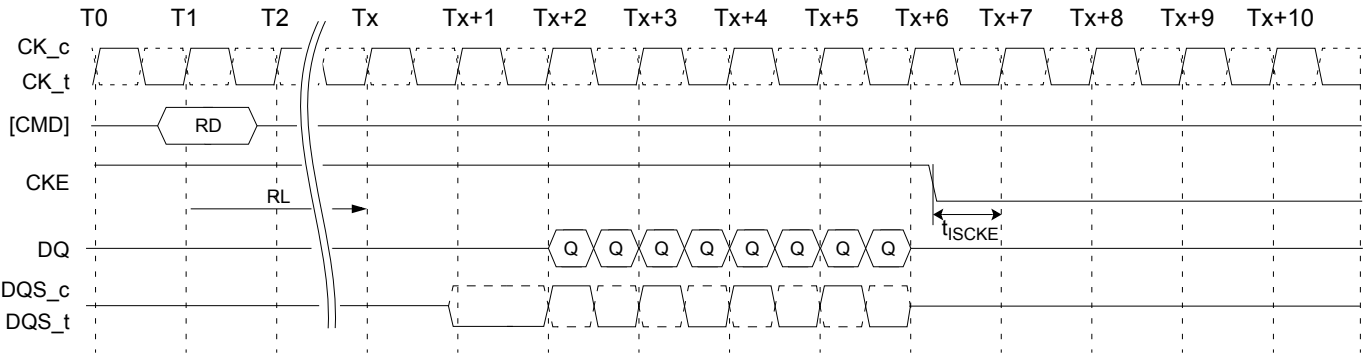 T0 T1 T2 Tx Tx+1 Tx+2 Tx+3 Tx+4 Tx+5 Tx+6 Tx+7 Tx+8 Tx+9 Tx+10
CK_c
CK_t
[CMD] RD
CKE
RL
tISCKE
DQ Q Q Q Q Q Q Q Q
DQS_c
DQS_t